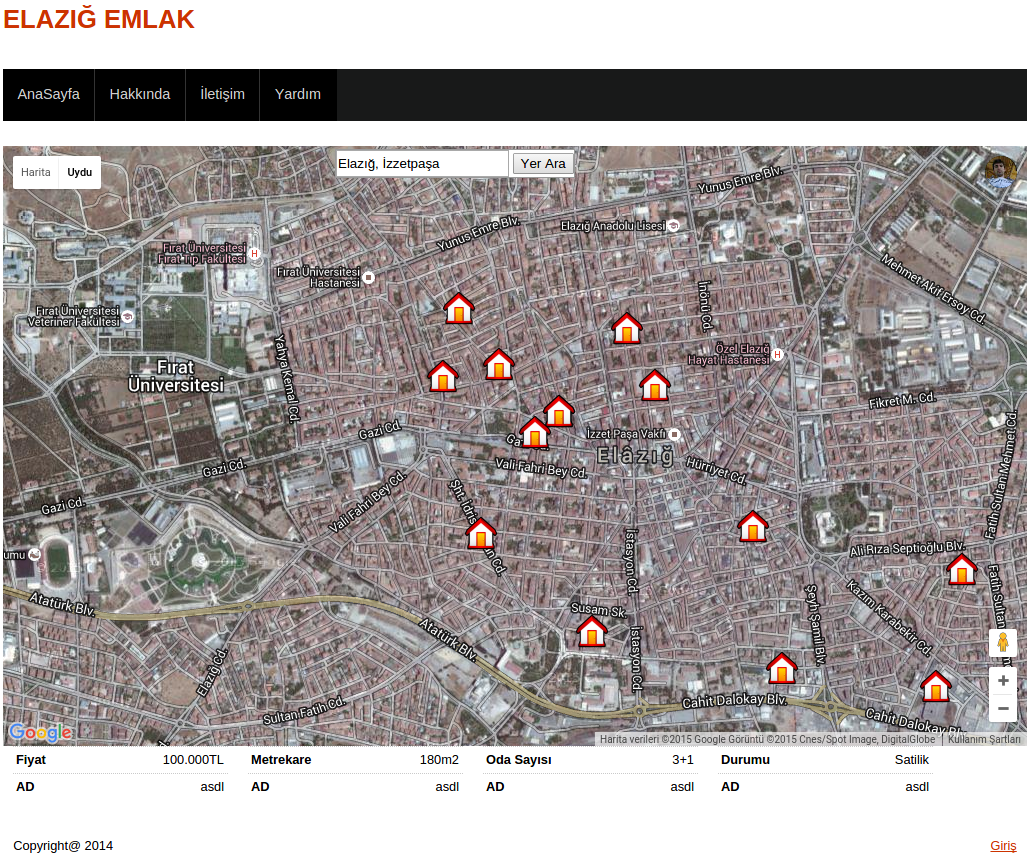 ELAZIĞ EMLAK
AnaSayfa Hakkında İletişim Yardım
Harita Uydu
Elazığ, İzzetpaşa Yer Ara
Yunus Emre Blv.
Elazığ Anadolu Lisesi
Yunus Emre Blv.
Fırat Üniversitesi
Fırat Tıp Fakültesi
Fırat Üniversitesi
Hastanesi
Mehmet Akif Ersoy Cd.
İnönü Cd.
Fırat Üniversitesi
Veteriner Fakültesi
Yahya Kemal Cd.
Özel Elazığ
Hayat Hastanesi
Fırat
Üniversitesi
Fikret M. Cd.
Gazi Cd.
İzzet Paşa Vakfı
Elâzığ
Fatih Sultan Mehmet Cd.
Vali Fahri Bey Cd.
Hürriyet Cd.
Gazi Cd.
Vali Fahri Bey Cd.
Gazi Cd.
İstasyon Cd
Ali Rıza Septioğlu Blv.
umu
Atatürk Blv.
Susam Sk.
Şeyh Şamil Blv.
Kazım Karabekir Cd.
Fatih Sultan
Atatürk Blv.
İstasyon Cd
Elazığ Cd.
Sultan Fatih Cd.
Cahit Dalokay Blv.
Cahit Dalokay Blv.
Google
Harita verileri ©2015 Google Görüntü ©2015 Cnes/Spot Image, DigitalGlobe Kullanım Şartları
Fiyat 100.000TL Metrekare 180m2 Oda Sayısı 3+1 Durumu Satilik
AD asdl AD asdl AD asdl AD asdl
Copyright@ 2014 Giriş